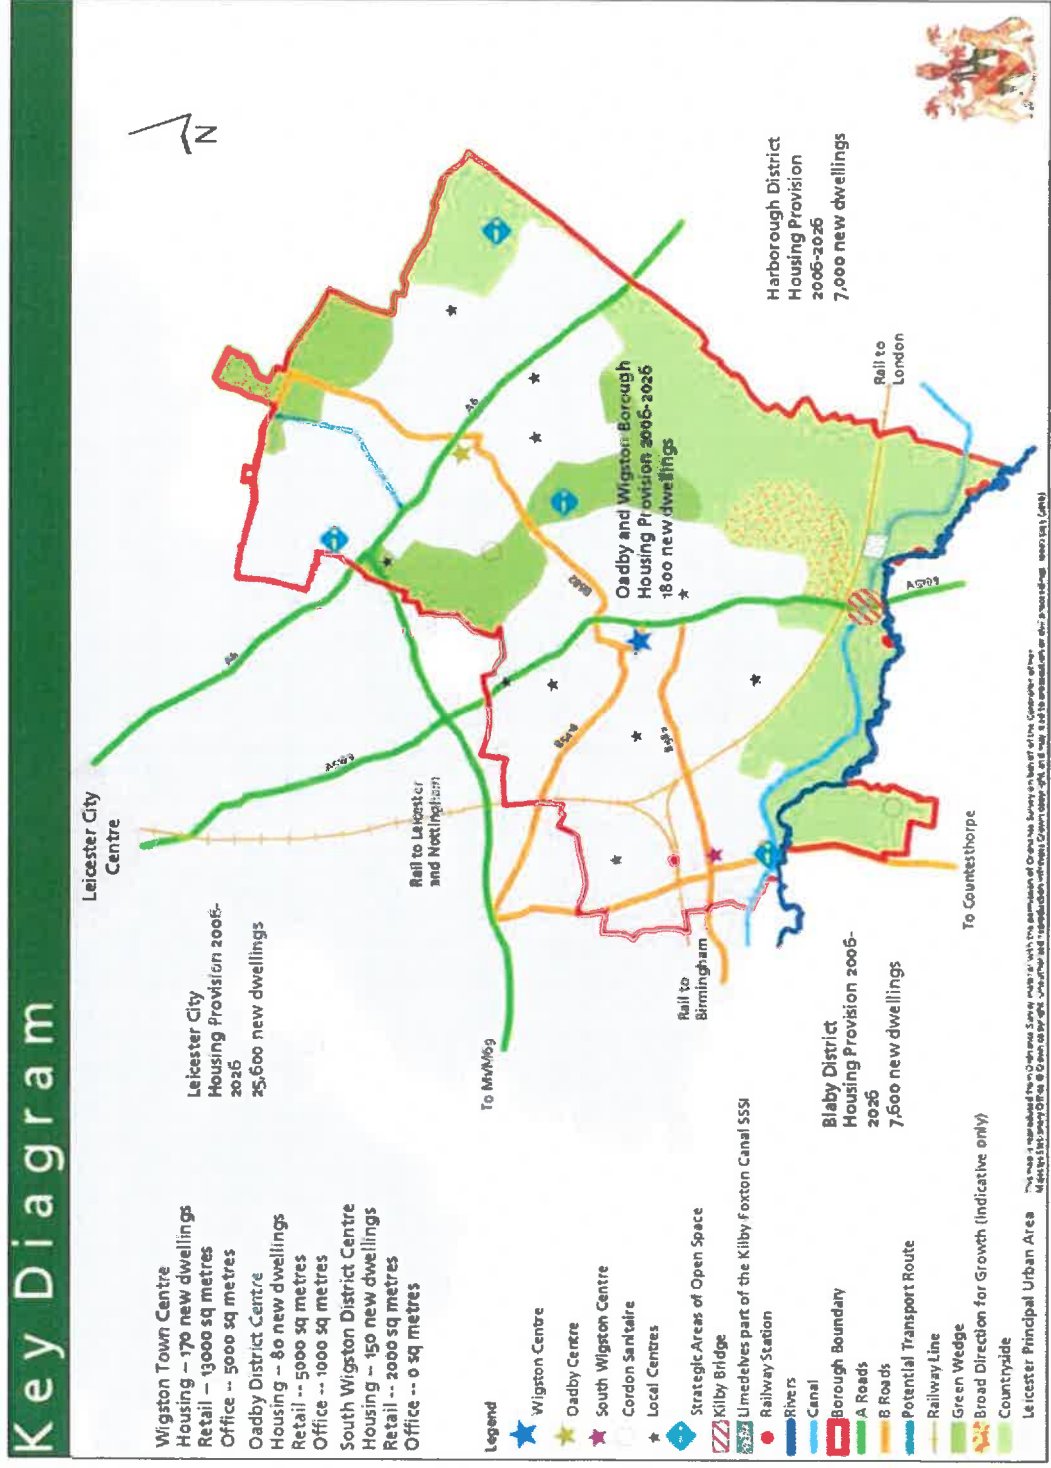 Key Diagram
Wigston Town Centre
Housing – 170 new dwellings
Retail – 13000 sq metres
Office -- 5000 sq metres
Oadby District Centre
Housing – 80 new dwellings
Retail -- 5000 sq metres
Office -- 1000 sq metres
South Wigston District Centre
Housing – 150 new dwellings
Retail -- 2000 sq metres
Office -- 0 sq metres
Legend
Wigston Centre
Oadby Centre
South Wigston Centre
Cordon Sanitaire
Local Centres
Strategic Areas of Open Space
Kilby Bridge
Limedelves part of the Kilby Foxton Canal SSSI
Railway Station
Rivers
Canal
Borough Boundary
A Roads
B Roads
Potential Transport Route
Railway Line
Green Wedge
Broad Direction for Growth (indicative only)
Countryside
Leicester Principal Urban Area
Leicester City
Housing Provision 2006-
2026
25,600 new dwellings
Leicester City
Centre
Rail to Leicester
and Nottingham
To M1/M69
Rail to
Birmingham
Blaby District
Housing Provision 2006-
2026
7,600 new dwellings
To Countesthorpe
Oadby and Wigston Borough
Housing Provision 2006-2026
1800 new dwellings
Harborough District
Housing Provision
2006-2026
7,000 new dwellings
Rail to
London
N
A6
A6
B582
B582
A5199
A5199